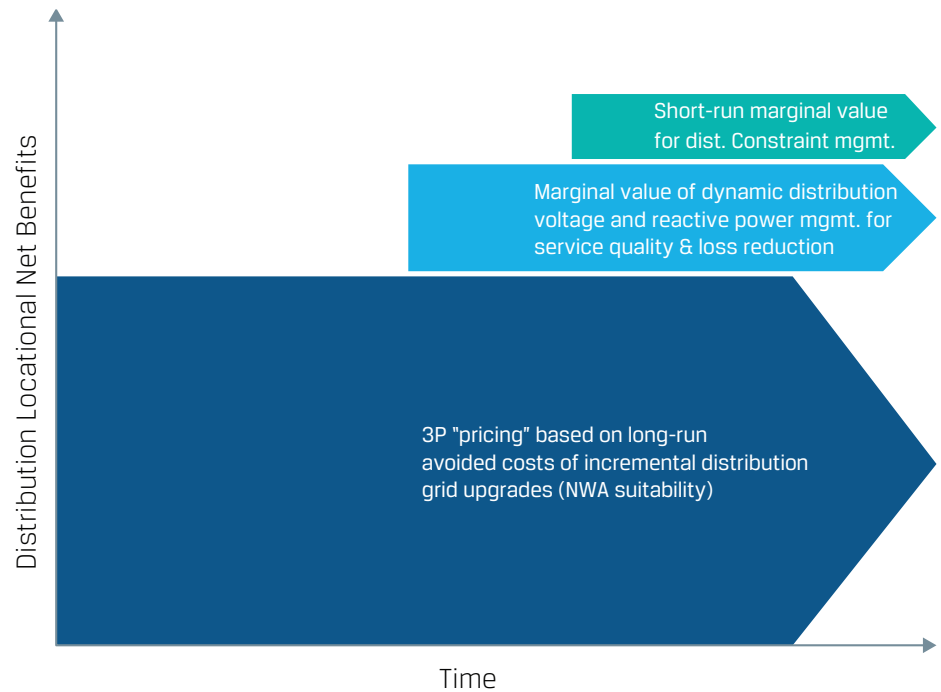 Distribution Locational Net Benefits
Short-run marginal value
for dist. Constraint mgmt.
Marginal value of dynamic distribution
voltage and reactive power mgmt. for
service quality & loss reduction
3P "pricing" based on long-run
avoided costs of incremental distribution
grid upgrades (NWA suitability)
Time